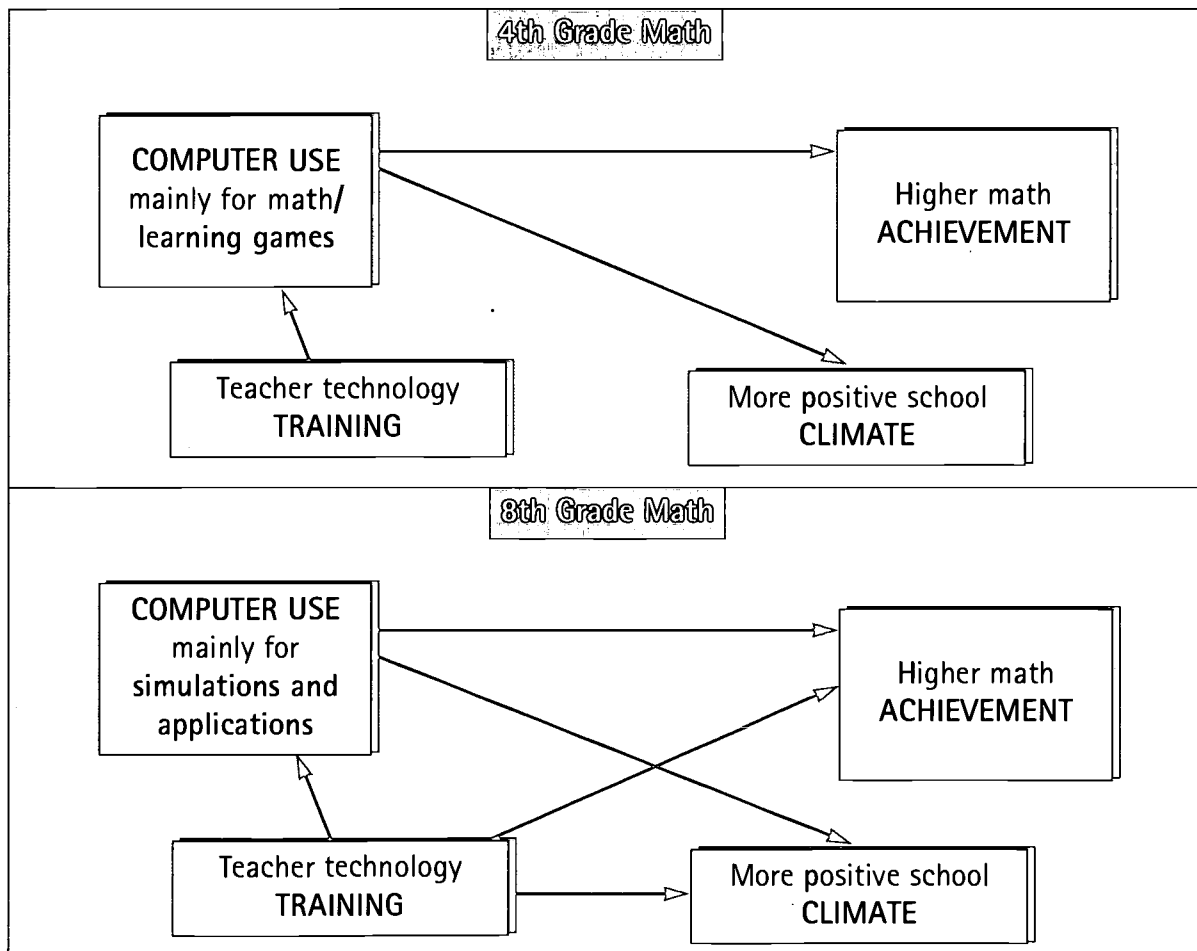 4th Grade Math
COMPUTER USE
mainly for math/
learning games
Higher math
ACHIEVEMENT
Teacher technology
TRAINING
More positive school
CLIMATE
8th Grade Math
COMPUTER USE
mainly for
simulations and
applications
Higher math
ACHIEVEMENT
Teacher technology
TRAINING
More positive school
CLIMATE